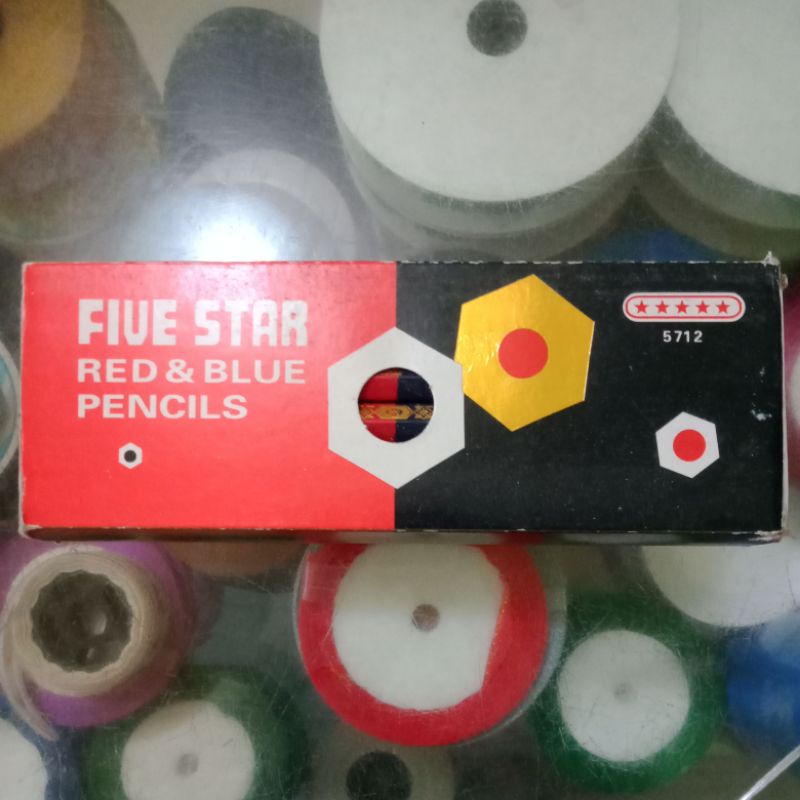 FIVE STAR
RED & BLUE
PENCILS
5712